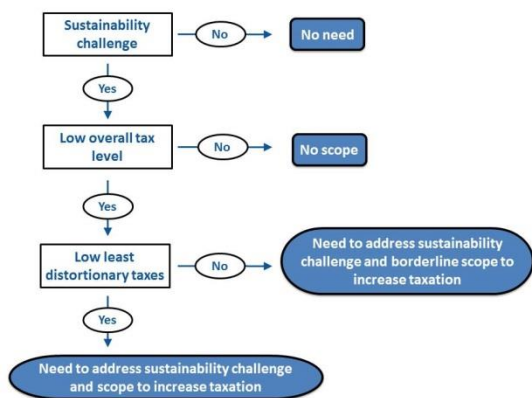 Sustainability
challenge
No
No need
Yes
Low overall tax
level
No
No scope
Yes
Low least
distortionary taxes
No
Need to address sustainability
challenge and borderline scope to
increase taxation
Yes
Need to address sustainability challenge
and scope to increase taxation